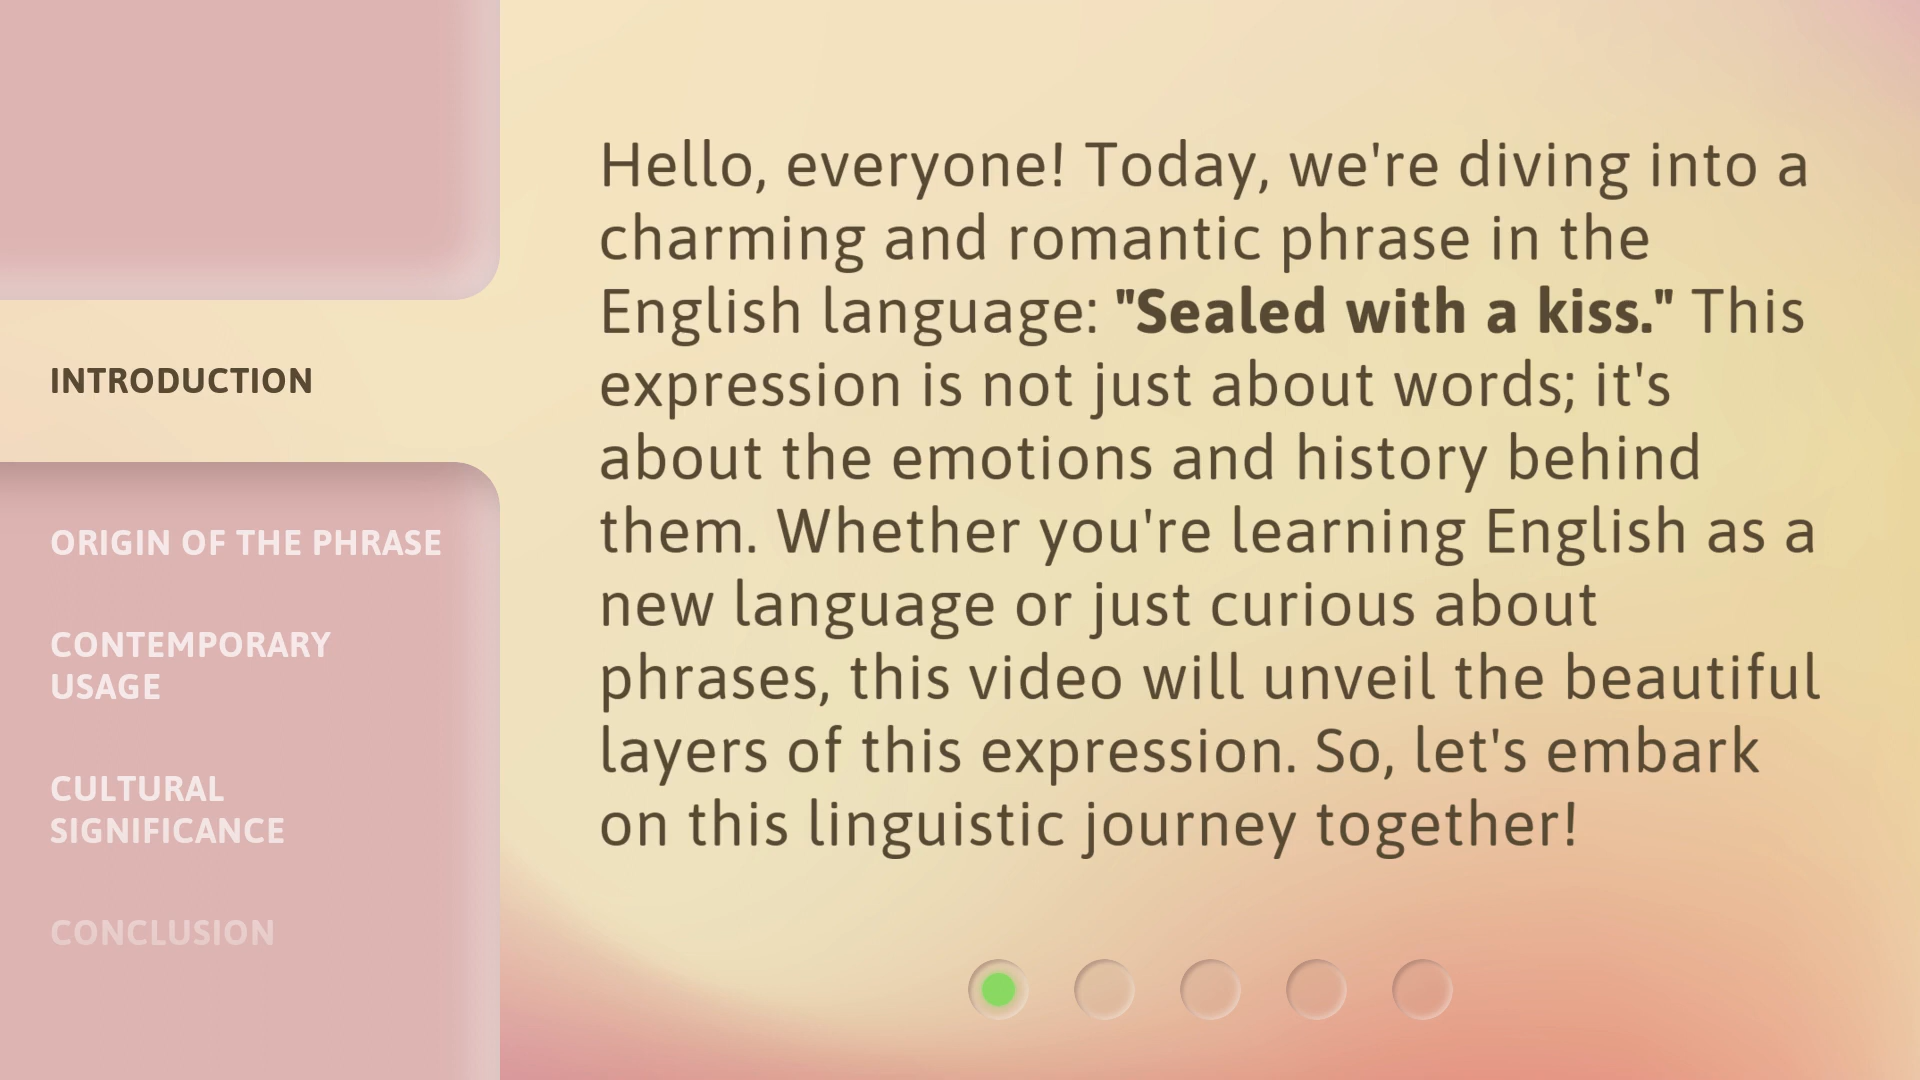 INTRODUCTION
ORIGIN OF THE PHRASE
CONTEMPORARY
USAGE
CULTURAL
SIGNIFICANCE
CONCLUSION
Hello, everyone! Today, we're diving into a
charming and romantic phrase in the
English language: "Sealed with a kiss." This
expression is not just about words; it's
about the emotions and history behind
them. Whether you're learning English as a
new language or just curious about
phrases, this video will unveil the beautiful
layers of this expression. So, let's embark
on this linguistic journey together!